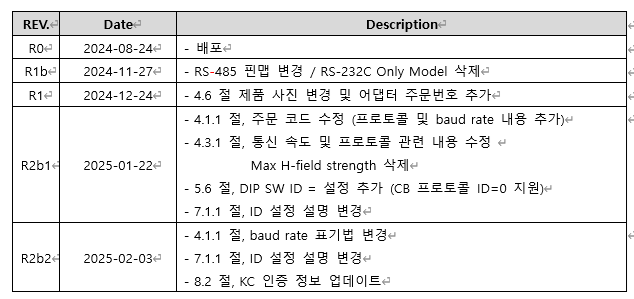 REV. Date Description
R0 2024-08-24 - 배포
R1b 2024-11-27 - RS-485 핀맵 변경 / RS-232C Only Model 삭제
R1 2024-12-24 - 4.6 절 제품 사진 변경 및 어댑터 주문번호 추가
R2b1 2025-01-22 - 4.1.1 절, 주문 코드 수정 (프로토콜 및 baud rate 내용 추가)
- 4.3.1 절, 통신 속도 및 프로토콜 관련 내용 수정
Max H-field strength 삭제
- 5.6 절, DIP SW ID = 설정 추가 (CB 프로토콜 ID=0 지원)
- 7.1.1 절, ID 설정 설명 변경
R2b2 2025-02-03 - 4.1.1 절, baud rate 표기법 변경
- 7.1.1 절, ID 설정 설명 변경
- 8.2 절, KC 인증 정보 업데이트